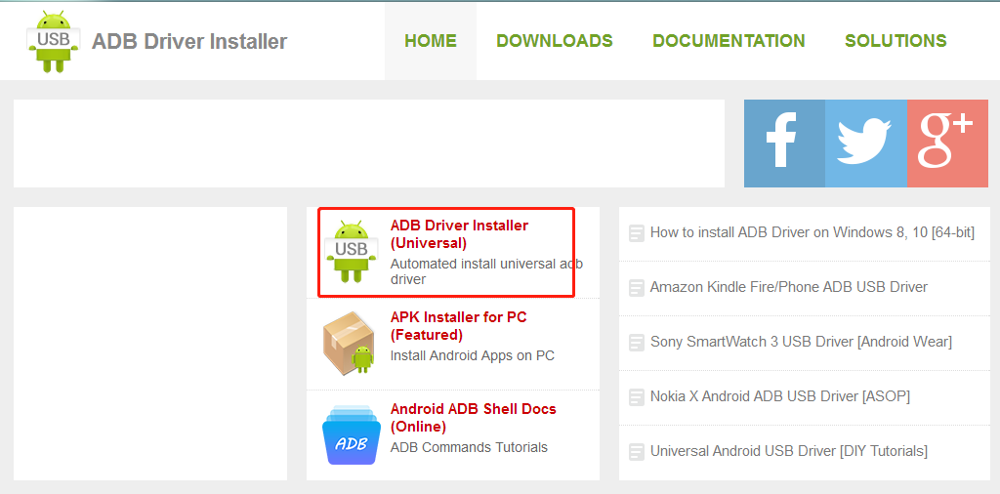 USB
ADB Driver Installer
HOME
DOWNLOADS
DOCUMENTATION
SOLUTIONS
f
g+
USB
ADB Driver Installer
(Universal)
Automated install universal adb
driver
APK Installer for PC
(Featured)
Install Android Apps on PC
ADB
Android ADB Shell Docs
(Online)
ADB Commands Tutorials
How to install ADB Driver on Windows 8, 10 [64-bit]
Amazon Kindle Fire/Phone ADB USB Driver
Sony SmartWatch 3 USB Driver [Android Wear]
Nokia X Android ADB USB Driver [ASOP]
Universal Android USB Driver [DIY Tutorials]